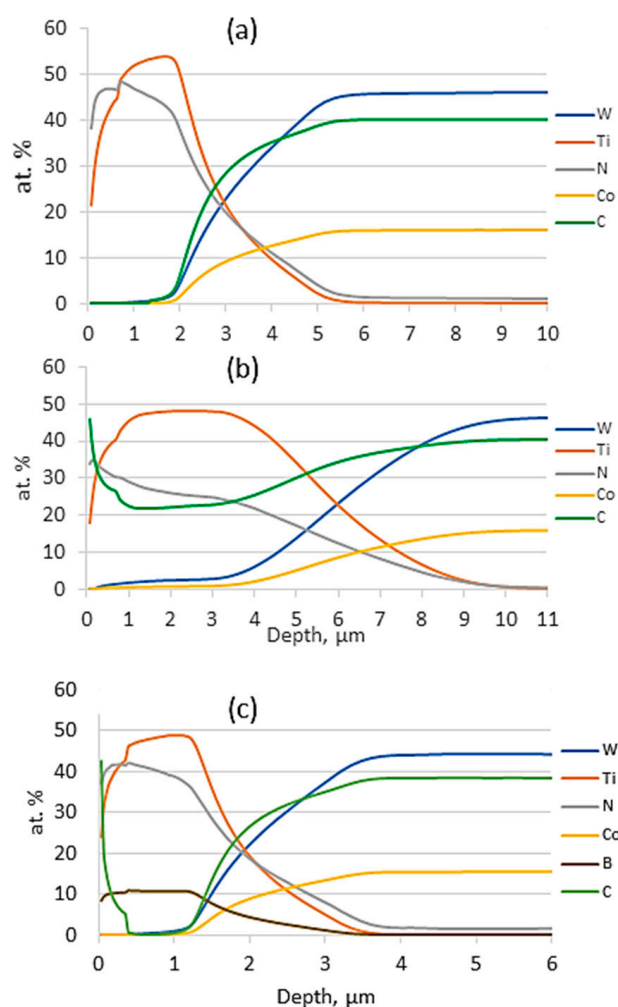 (a)
60
50
40
30
20
10
0
at. %
0 1 2 3 4 5 6 7 8 9 10
W
Ti
N
Co
C
(b)
60
50
40
30
20
10
0
at. %
0 1 2 3 4 5 6 7 8 9 10 11
Depth, µm
W
Ti
N
Co
C
(c)
60
50
40
30
20
10
0
at. %
0 1 2 3 4 5 6
Depth, µm
W
Ti
N
Co
B
C